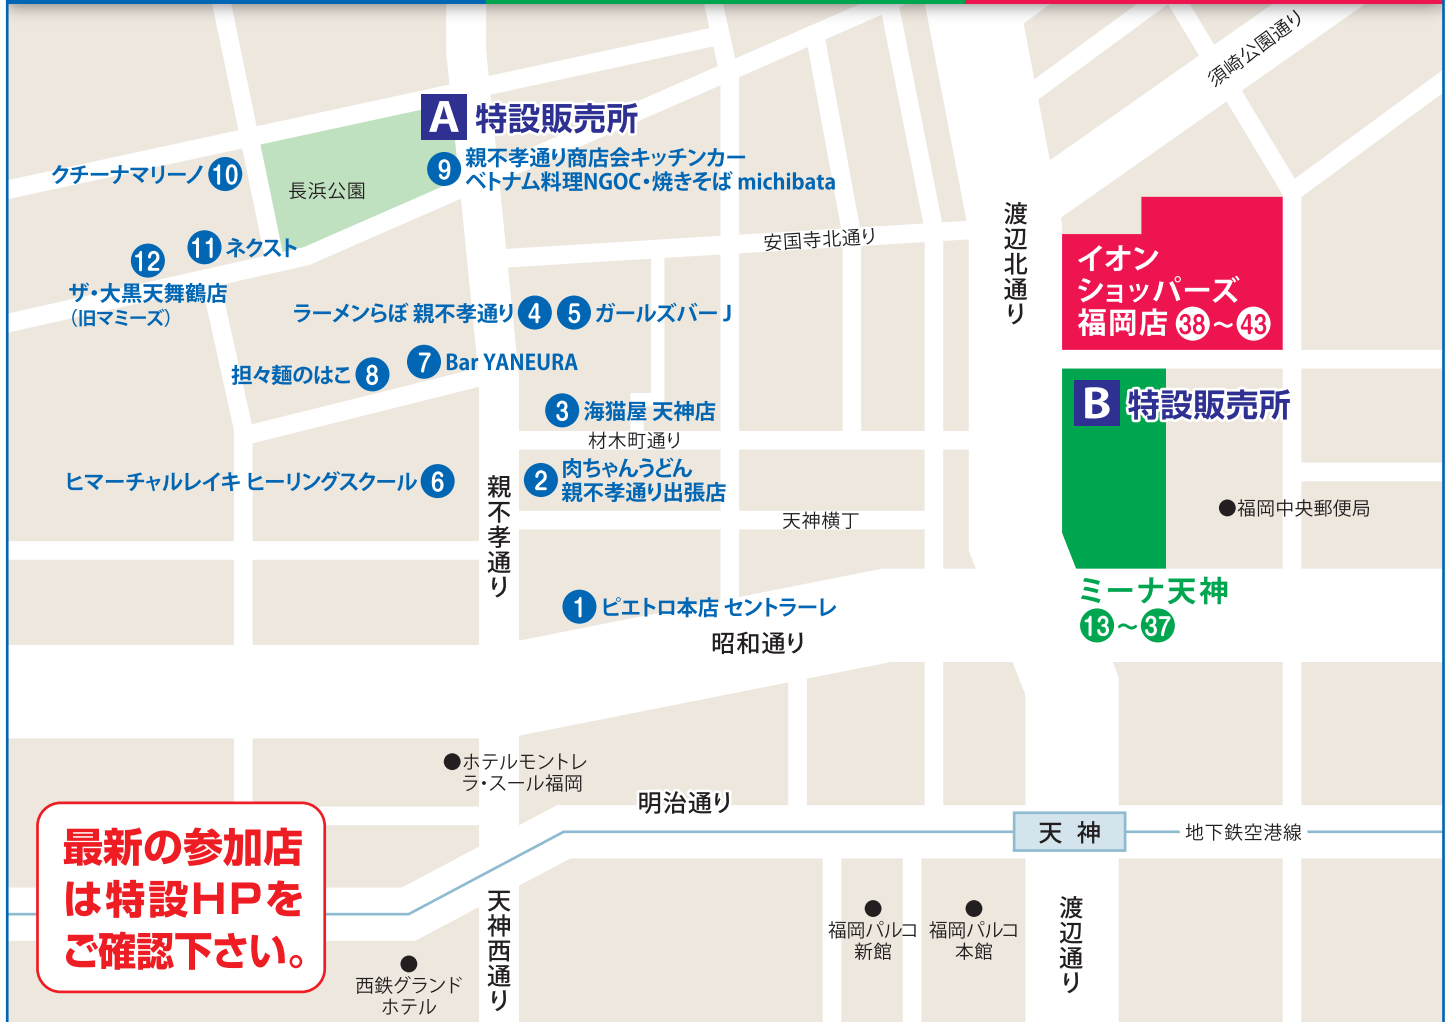 須崎公園通り
A 特設販売所
9 親不孝通り商店会キッチンカー
ベトナム料理NGOC・焼きそば michibata
クチーナマリーノ 10
長浜公園
11 ネクスト
12
ザ・大黒天舞鶴店
（旧マミーズ）
安国寺北通り
渡辺北通り
イオン
ショッパーズ
福岡店 38～43
ラーメンらぼ 親不孝通り 4
5 ガールズバーJ
7 Bar YANEURA
担々麺のはこ 8
B 特設販売所
3 海猫屋 天神店
材木町通り
ヒマーチャルレイキ ヒーリングスクール 6
2 肉ちゃんうどん
親不孝通り出張店
親不孝通り
天神横丁
福岡中央郵便局
ミーナ天神
13～37
1 ピエトロ本店 セントラーレ
昭和通り
ホテルモントレ
ラ・スール福岡
明治通り
天神
地下鉄空港線
最新の参加店
は特設HPを
ご確認下さい。
天神西通り
渡辺通り
福岡パルコ
新館
福岡パルコ
本館
西鉄グランド
ホテル